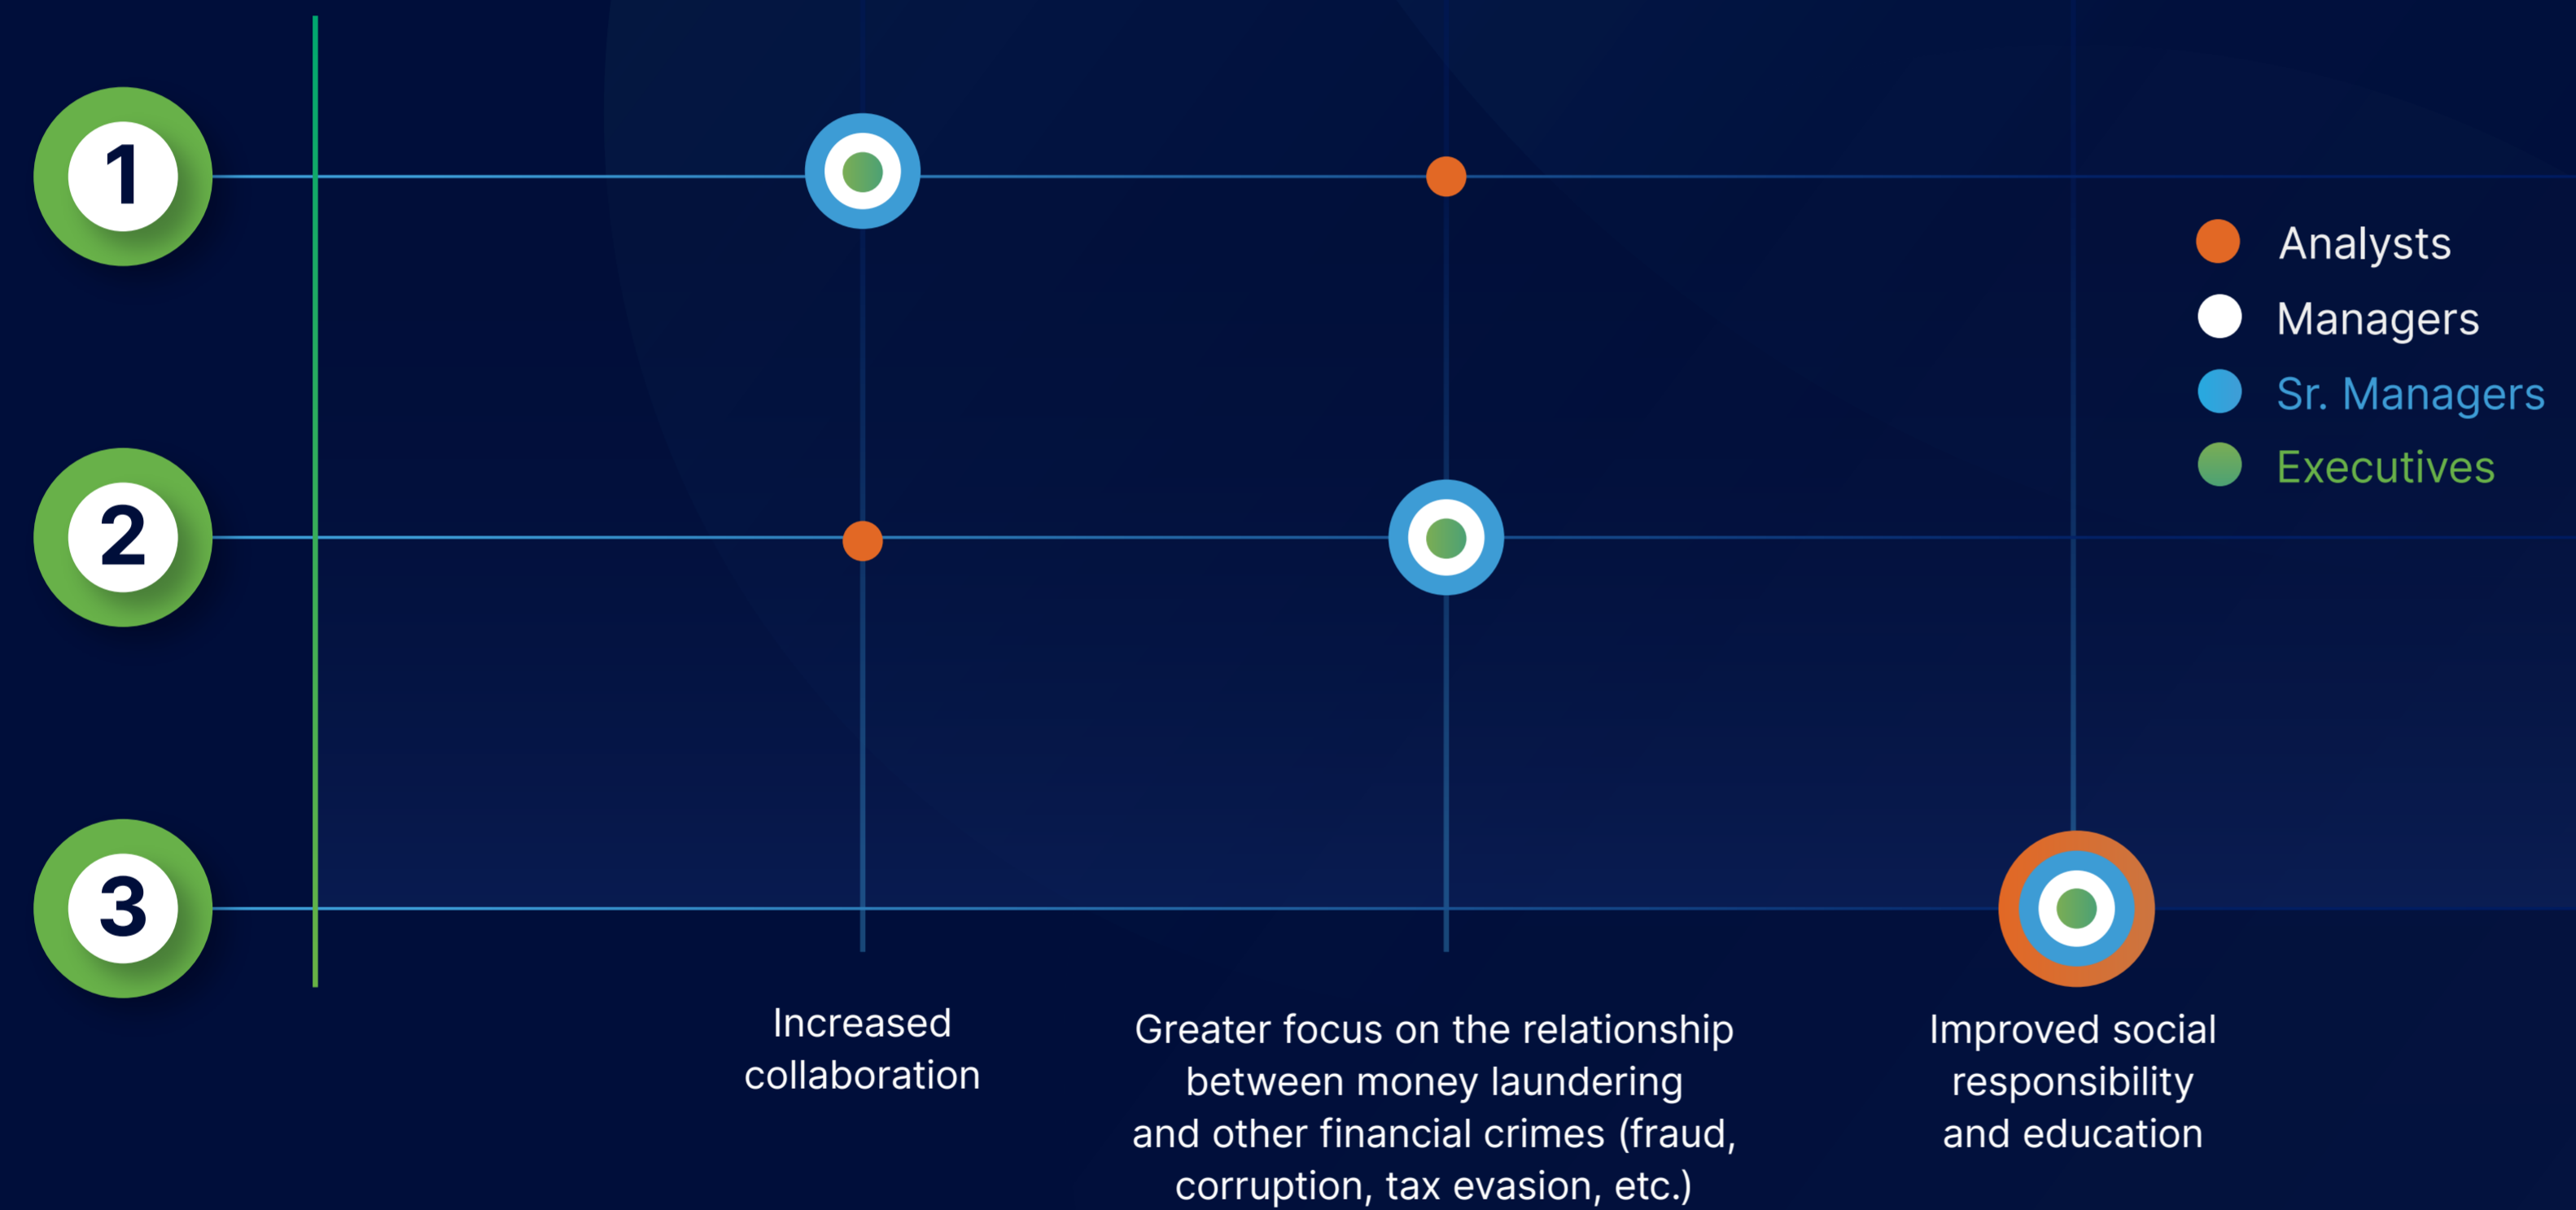 1
Analysts
Managers
Sr. Managers
2
Executives
3
Increased
collaboration
Greater focus on the relationship
between money laundering
and other financial crimes (fraud,
corruption, tax evasion, etc.)
Improved social
responsibility
and education